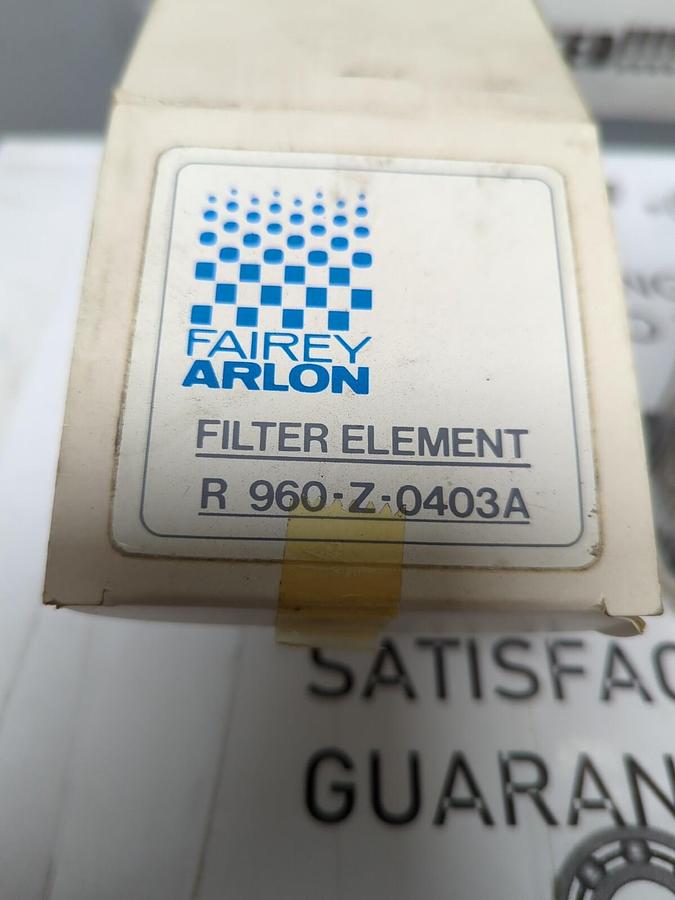 FAIREY
ARLON
FILTER ELEMENT
R 960-Z-0403A
SATISFAC
GUARAN